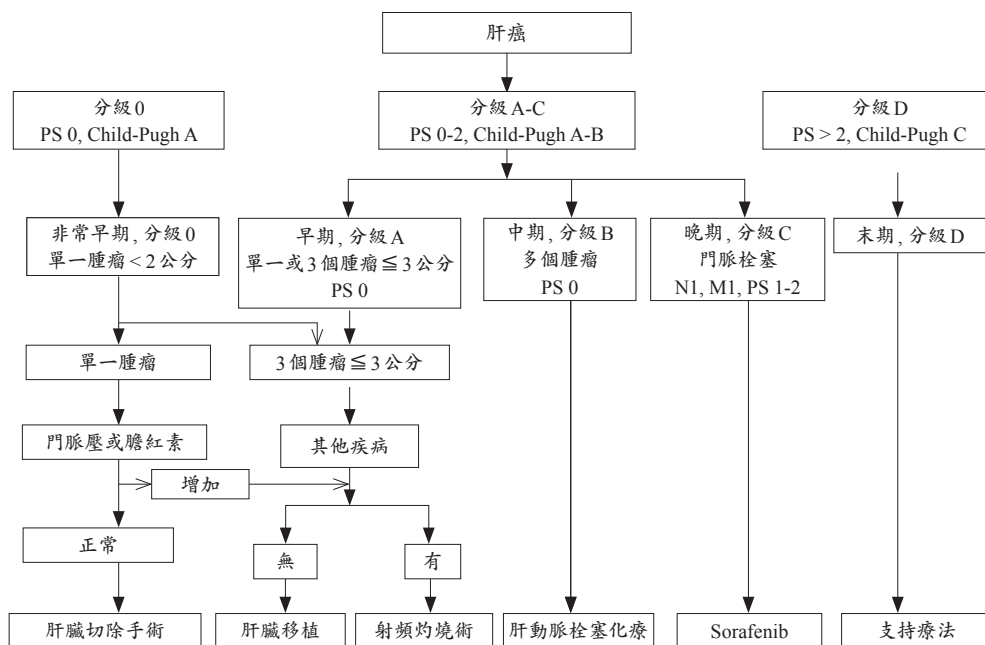 肝癌
分級0
PS 0, Child-Pugh A
分級A-C
PS 0-2, Child-Pugh A-B
分級D
PS > 2, Child-Pugh C
非常早期, 分級0
單一腫瘤<2公分
早期, 分級A
單一或3個腫瘤≦3公分
PS 0
中期, 分級B
多個腫瘤
PS 0
晚期, 分級C
門脈栓塞
N1, M1, PS 1-2
末期, 分級D
單一腫瘤
3個腫瘤≦3公分
門脈壓或膽紅素
其他疾病
增加
正常
無
有
肝臟切除手術
肝臟移植
射頻灼燒術
肝動脈栓塞化療
Sorafenib
支持療法